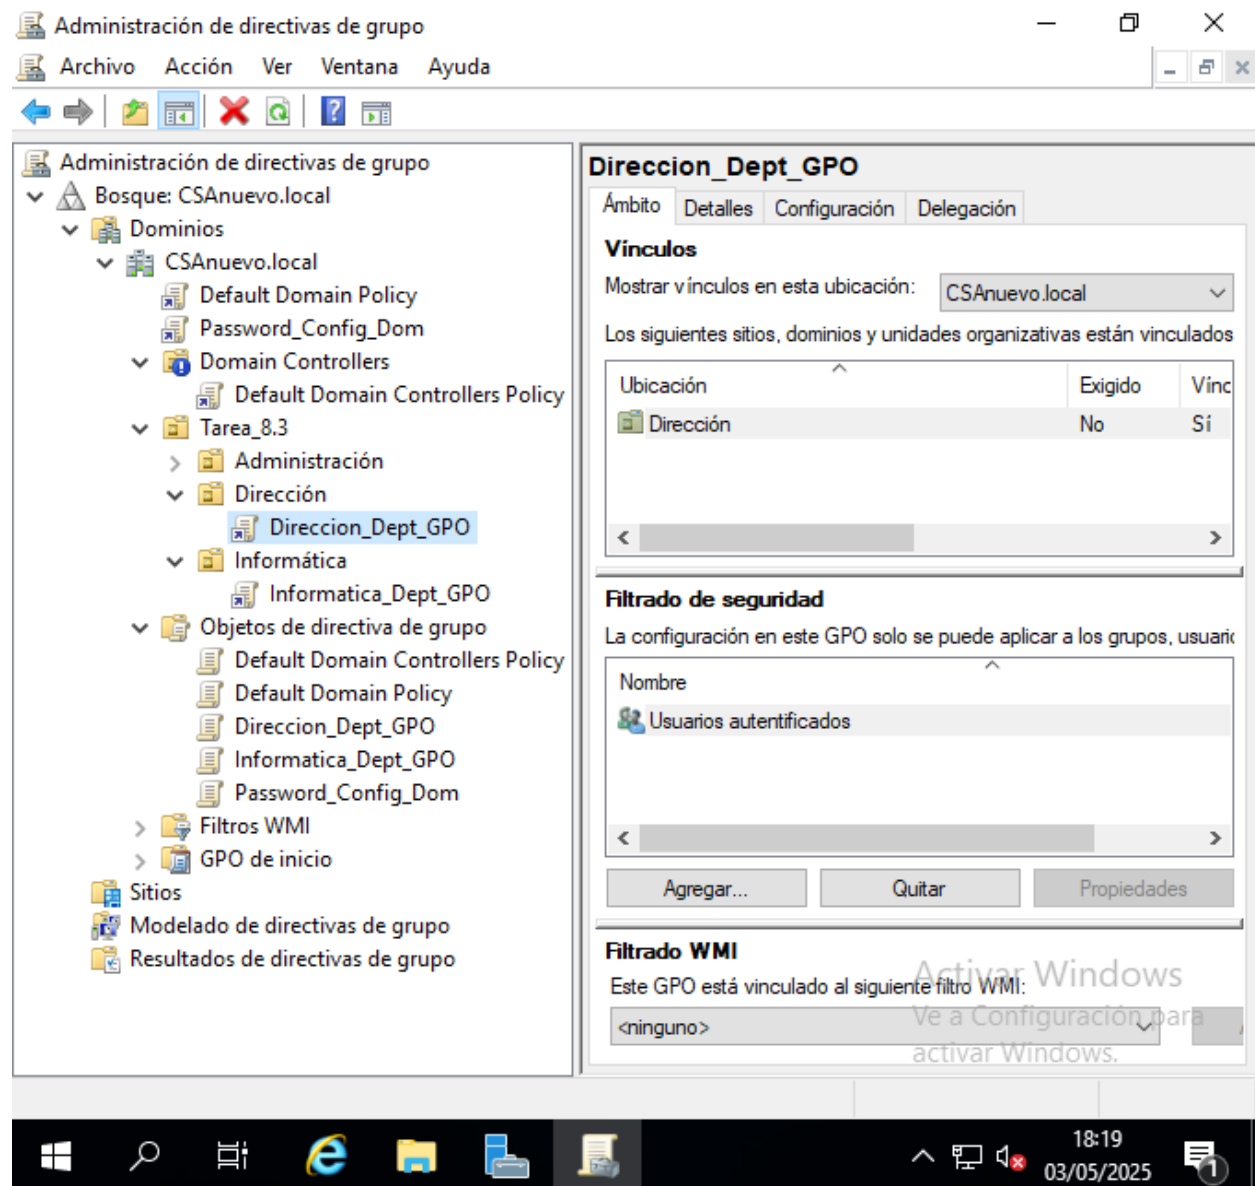 Administración de directivas de grupo
Archivo Acción Ver Ventana Ayuda
Administración de directivas de grupo
Bosque: CSAnuevo.local
Dominios
CSAnuevo.local
Default Domain Policy
Password_Config_Dom
Domain Controllers
Default Domain Controllers Policy
Tarea_8.3
Administración
Dirección
Direccion_Dept_GPO
Informática
Informatica_Dept_GPO
Objetos de directiva de grupo
Default Domain Controllers Policy
Default Domain Policy
Direccion_Dept_GPO
Informatica_Dept_GPO
Password_Config_Dom
Filtros WMI
GPO de inicio
Sitios
Modelado de directivas de grupo
Resultados de directivas de grupo
Direccion_Dept_GPO
Ámbito Detalles Configuración Delegación
Vínculos
Mostrar vínculos en esta ubicación: CSAnuevo.local
Los siguientes sitios, dominios y unidades organizativas están vinculados
Ubicación Exigido Vínc
Dirección No Sí
Filtrado de seguridad
La configuración en este GPO solo se puede aplicar a los grupos, usuario
Nombre
Usuarios autentificados
Agregar... Quitar Propiedades
Filtrado WMI
Este GPO está vinculado al siguiente filtro WMI:
<ninguno>
Activar Windows
Ve a Configuración para
activar Windows.
18:19
03/05/2025
1